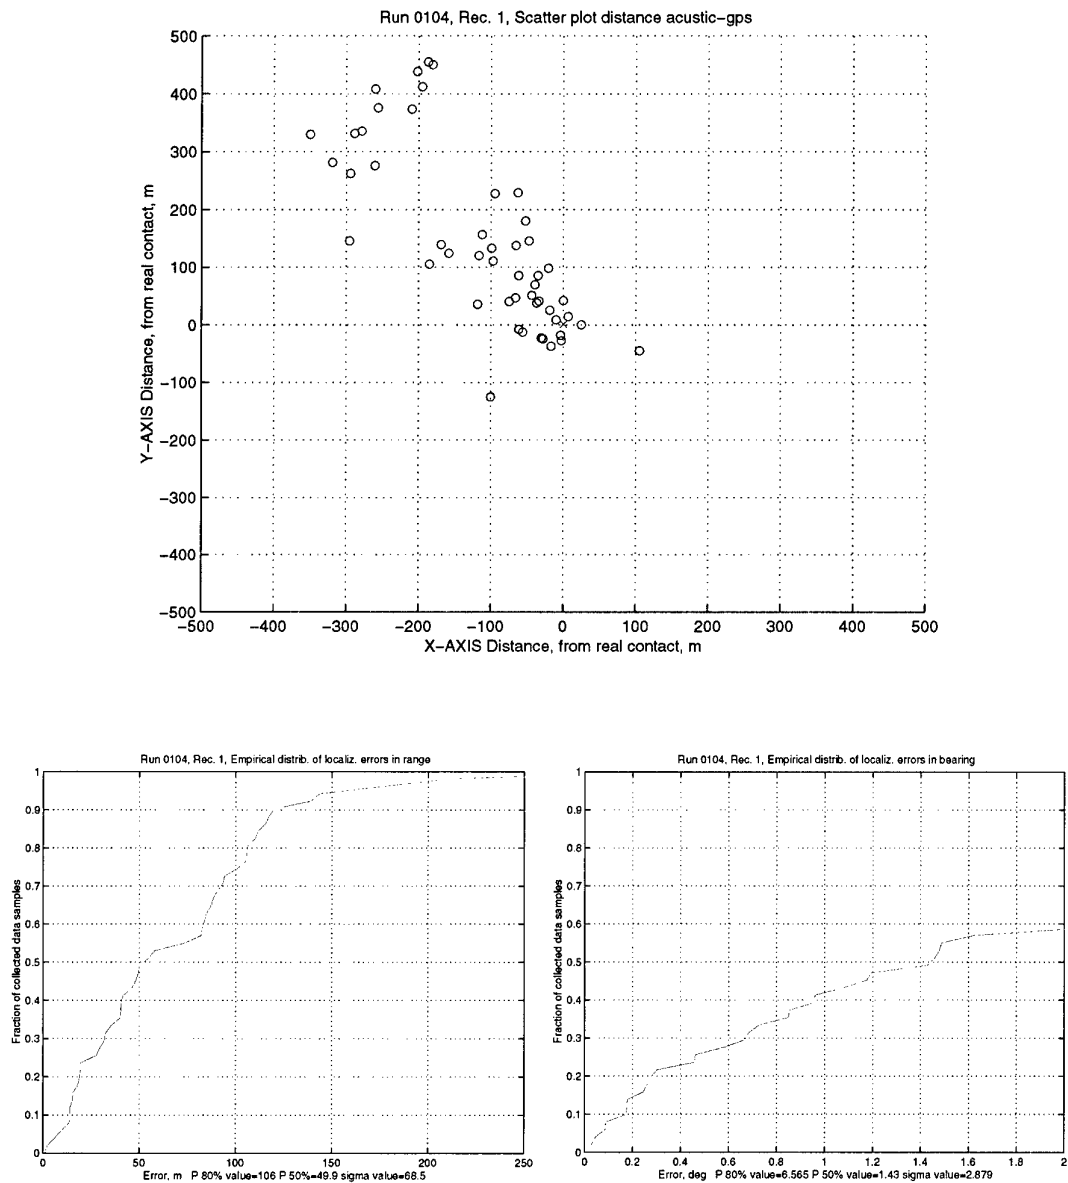 Run 0104, Rec. 1, Scatter plot distance acustic-gps
500
400
300
200
100
0
-100
-200
-300
-400
-500
Y-AXIS Distance, from real contact, m
-500 -400 -300 -200 -100 0 100 200 300 400 500
X-AXIS Distance, from real contact, m
Run 0104, Rec. 1, Empirical distrib. of localiz. errors in range
1
0.9
0.8
0.7
0.6
0.5
0.4
0.3
0.2
0.1
0
Fraction of collected data samples
0 50 100 150 200 250
Error, m P 80% value=106 P 50%=49.9 sigma value=68.5
Run 0104, Rec. 1, Empirical distrib. of localiz. errors in bearing
1
0.9
0.8
0.7
0.6
0.5
0.4
0.3
0.2
0.1
0
Fraction of collected data samples
0 0.2 0.4 0.6 0.8 1 1.2 1.4 1.6 1.8 2
Error, deg P 80% value=6.565 P 50% value=1.43 sigma value=2.879